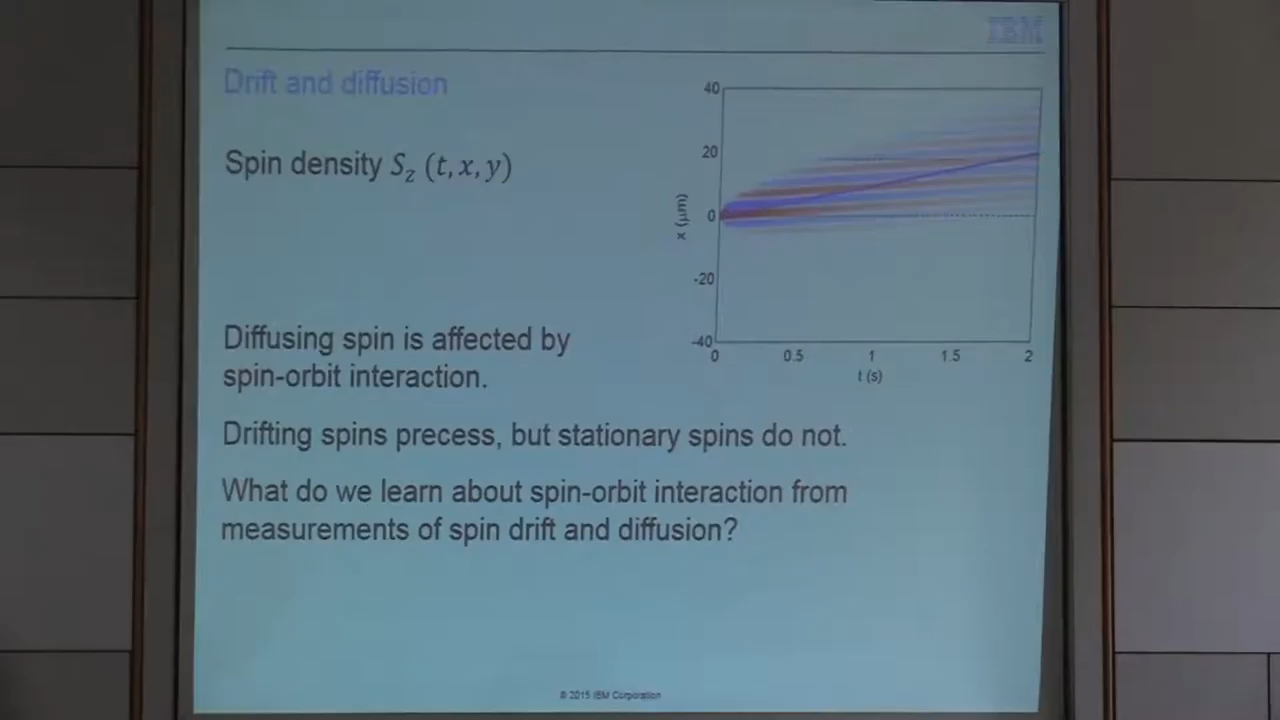 IBM
Drift and diffusion
Spin density S_z (t, x, y)
40
20
0
-20
-40
x (μm)
0 0.5 1 1.5 2
t (s)
Diffusing spin is affected by
spin-orbit interaction.
Drifting spins precess, but stationary spins do not.
What do we learn about spin-orbit interaction from
measurements of spin drift and diffusion?
© 2015 IBM Corporation